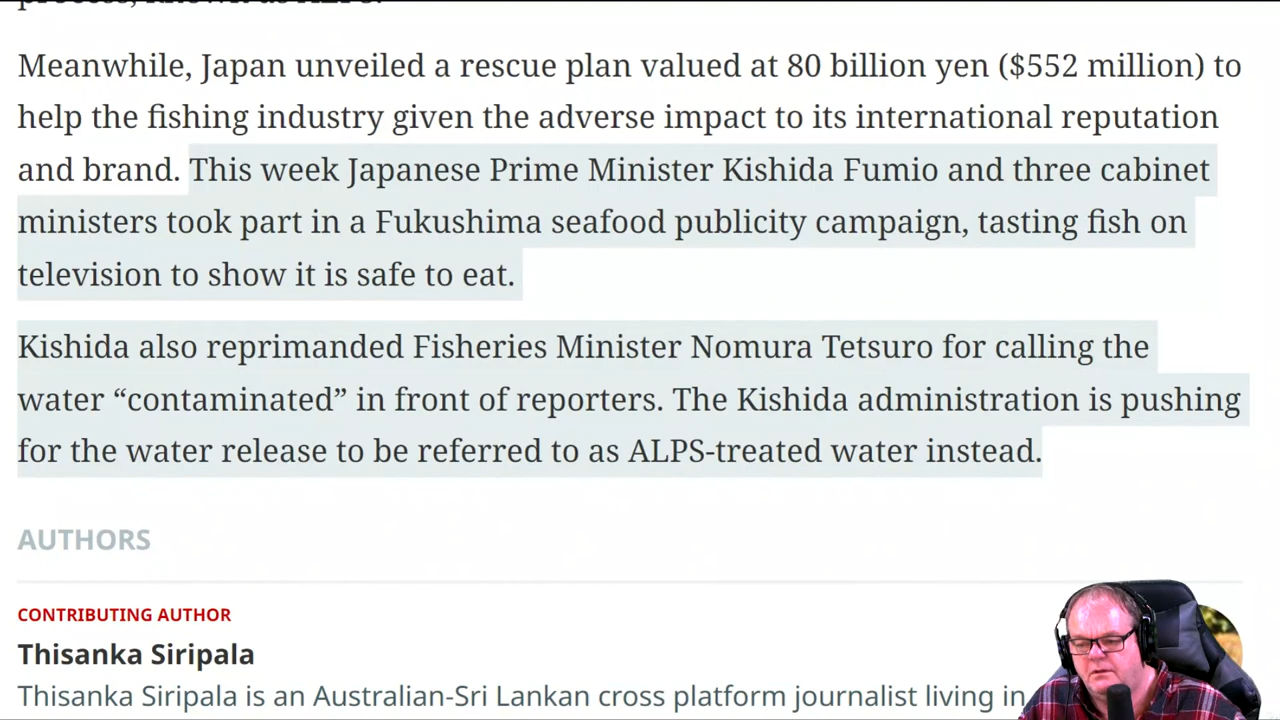 Meanwhile, Japan unveiled a rescue plan valued at 80 billion yen ($552 million) to
help the fishing industry given the adverse impact to its international reputation
and brand. This week Japanese Prime Minister Kishida Fumio and three cabinet
ministers took part in a Fukushima seafood publicity campaign, tasting fish on
television to show it is safe to eat.
Kishida also reprimanded Fisheries Minister Nomura Tetsuro for calling the
water “contaminated” in front of reporters. The Kishida administration is pushing
for the water release to be referred to as ALPS-treated water instead.
AUTHORS
CONTRIBUTING AUTHOR
Thisanka Siripala
Thisanka Siripala is an Australian-Sri Lankan cross platform journalist living in